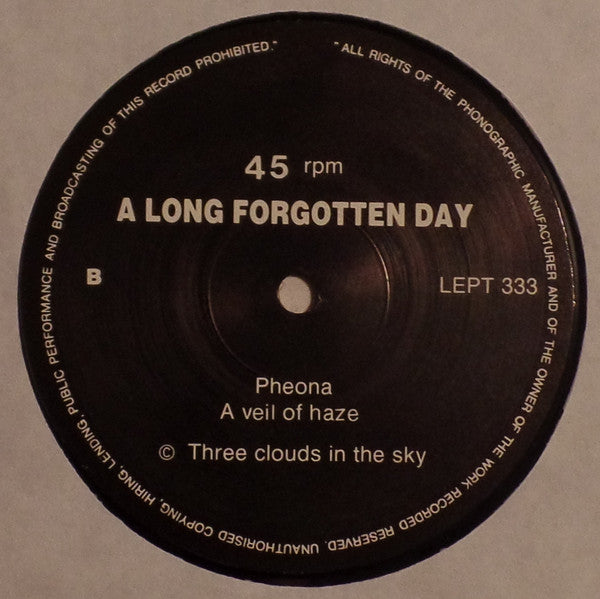 "ALL RIGHTS OF THE PHONOGRAPHIC MANUFACTURER AND OF THE OWNER OF THE WORK RECORDED RESERVED. UNAUTHORISED COPYING, HIRING, LENDING, PUBLIC PERFORMANCE AND BROADCASTING OF THIS RECORD PROHIBITED."
45 rpm
A LONG FORGOTTEN DAY
B
LEPT 333
Pheona
A veil of haze
© Three clouds in the sky